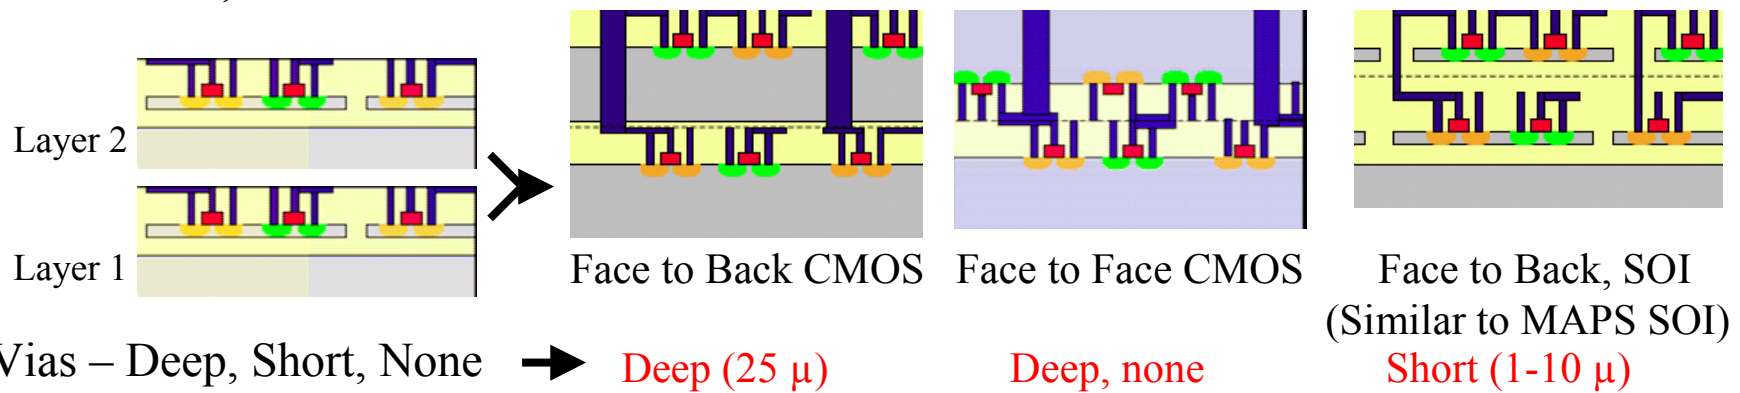 Layer 2
Layer 1
Face to Back CMOS
Face to Face CMOS
Face to Back, SOI
(Similar to MAPS SOI)
Vias – Deep, Short, None
Deep (25 μ)
Deep, none
Short (1-10 μ)